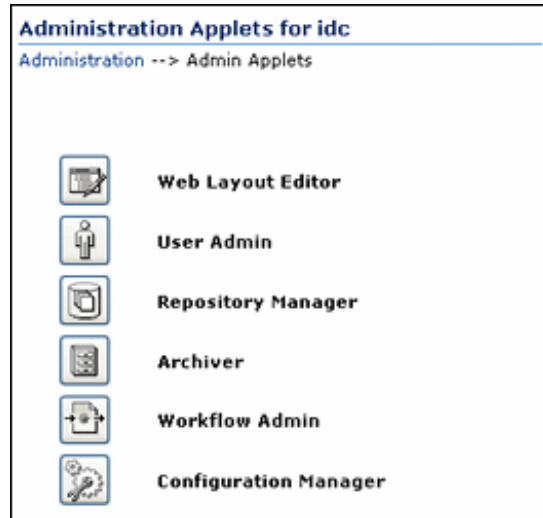 Administration Applets for idc
Administration --> Admin Applets
Web Layout Editor
User Admin
Repository Manager
Archiver
Workflow Admin
Configuration Manager